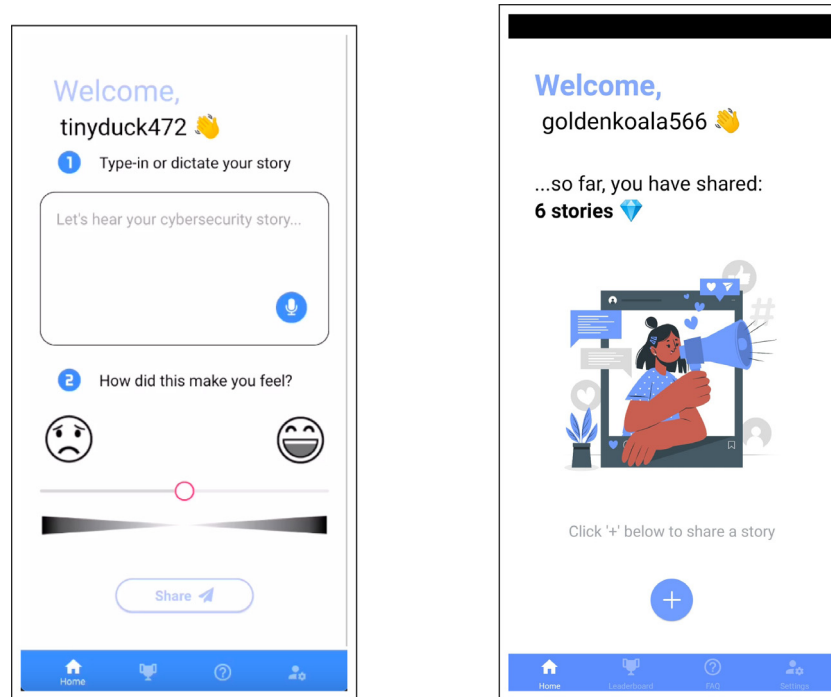 Welcome,
tinyduck472 👋
1 Type-in or dictate your story
Let's hear your cybersecurity story...
2 How did this make you feel?
Share
Home
Welcome,
goldenkoala566 👋
...so far, you have shared:
6 stories 💎
#
Click '+' below to share a story
+
Home Leaderboard FAQ Settings